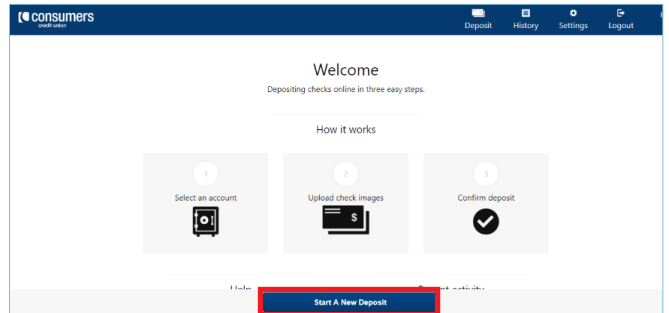 consumers
credit union
Deposit History Settings Logout
Welcome
Depositing checks online in three easy steps.
How it works
1 2 3
Select an account Upload check images Confirm deposit
$
Start A New Deposit